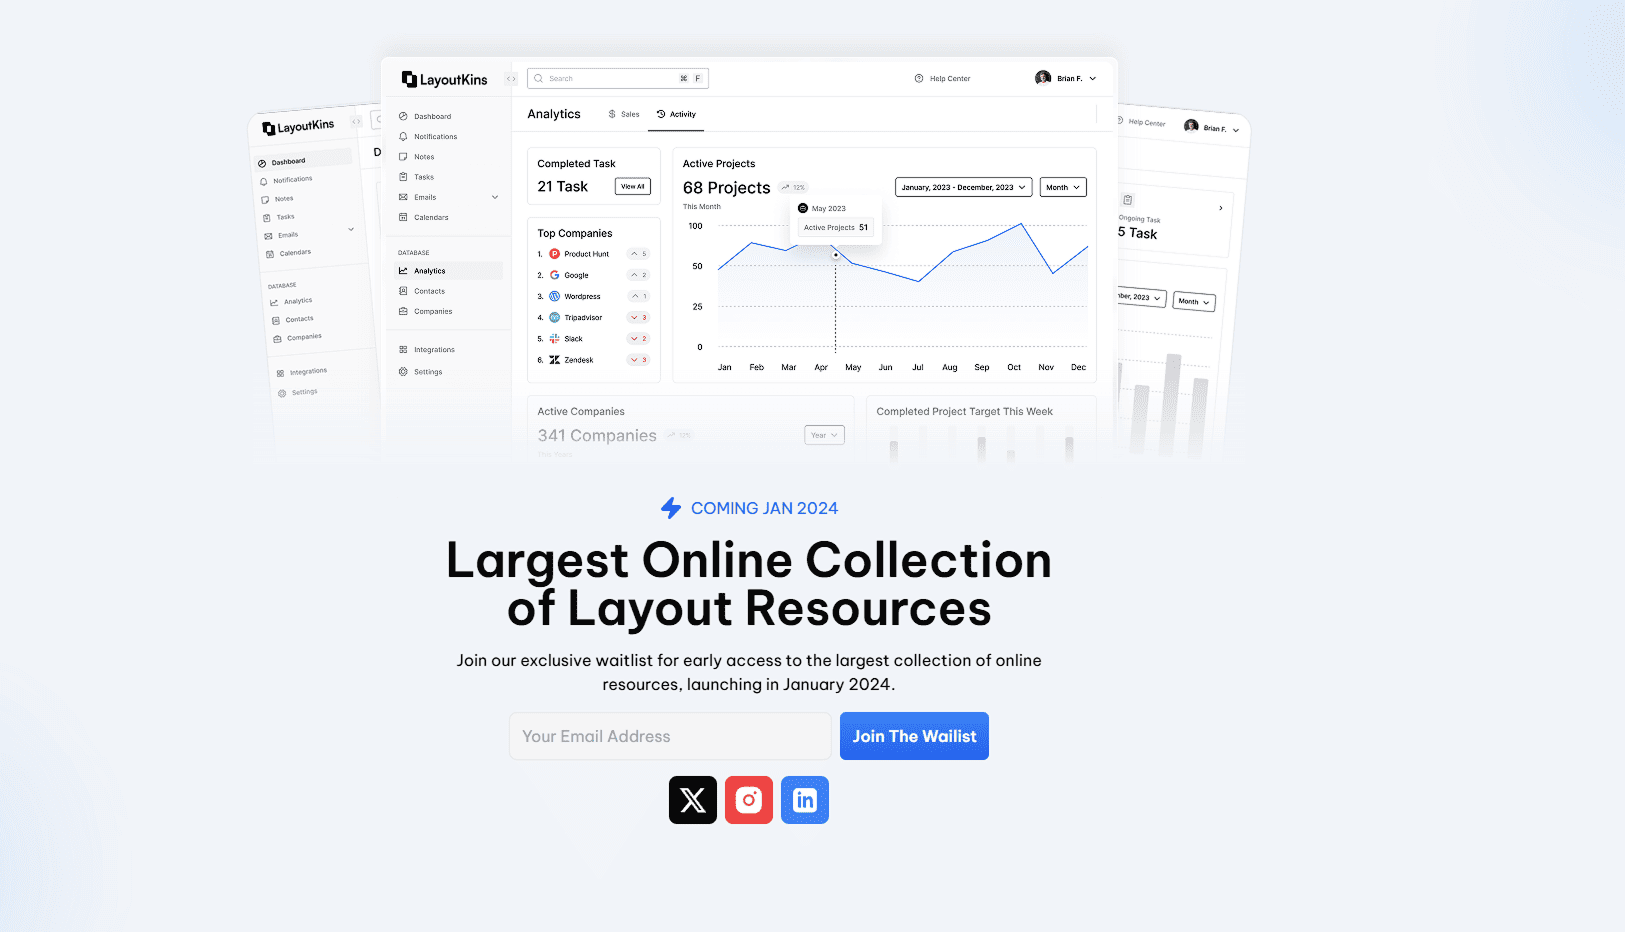 LayoutKins
Search
⌘ F
Help Center
Brian F.
Dashboard
Notifications
Notes
Tasks
Emails
Calendars
DATABASE
Analytics
Contacts
Companies
Integrations
Settings
Analytics
Sales
Activity
Completed Task
21 Task
View All
Top Companies
1. Product Hunt 5
2. Google 2
3. Wordpress 1
4. Tripadvisor 3
5. Slack 2
6. Zendesk 3
Active Projects
68 Projects 12%
This Month
January, 2023 - December, 2023
Month
May 2023
Active Projects 51
100
50
25
0
Jan Feb Mar Apr May Jun Jul Aug Sep Oct Nov Dec
Active Companies
341 Companies 12%
This Year
Year
Completed Project Target This Week
LayoutKins
D
Dashboard
Notifications
Notes
Tasks
Emails
Calendars
DATABASE
Analytics
Contacts
Companies
Integrations
Settings
Help Center
Brian F.
Ongoing Task
5 Task
ber, 2023
Month
COMING JAN 2024
Largest Online Collection
of Layout Resources
Join our exclusive waitlist for early access to the largest collection of online
resources, launching in January 2024.
Your Email Address
Join The Wailist